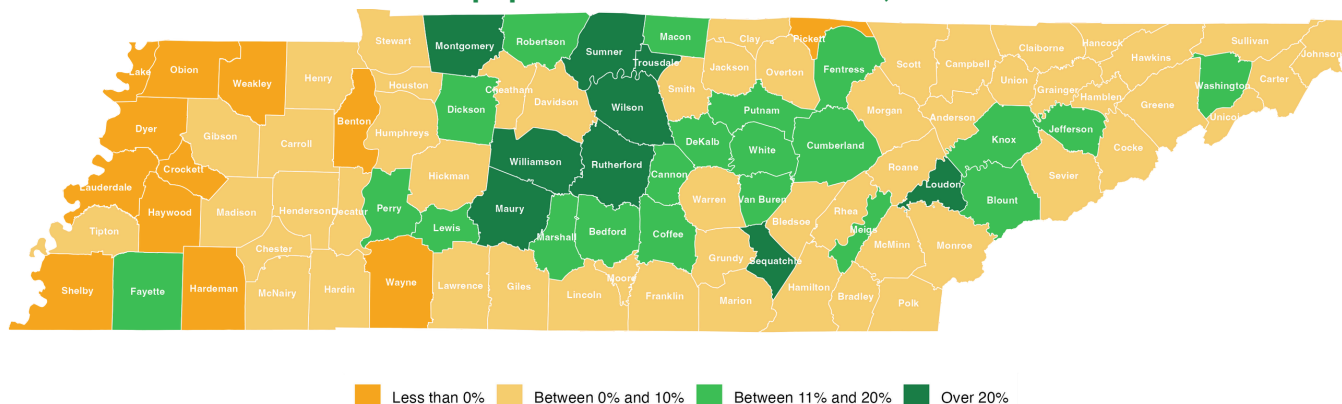 Stewart
Montgomery
Robertson
Sumner
Macon
Clay
Pickett
Trousdale
Lake
Obion
Weakley
Henry
Houston
Cheatham
Davidson
Smith
Jackson
Overton
Fentress
Scott
Campbell
Claiborne
Hancock
Hawkins
Sullivan
Johnson
Union
Grainger
Hamblen
Greene
Washington
Carter
Unicoi
Dyer
Gibson
Carroll
Benton
Humphreys
Dickson
Wilson
Putnam
Morgan
Anderson
Knox
Jefferson
Cocke
Crockett
Lauderdale
Haywood
Madison
Henderson
Decatur
Perry
Hickman
Williamson
Rutherford
DeKalb
White
Cumberland
Cannon
Roane
Loudon
Blount
Sevier
Tipton
Chester
Lewis
Maury
Marshall
Bedford
Coffee
Warren
Van Buren
Bledsoe
Rhea
Meigs
McMinn
Monroe
Shelby
Fayette
Hardeman
McNairy
Hardin
Wayne
Lawrence
Giles
Lincoln
Moore
Franklin
Grundy
Sequatchie
Marion
Hamilton
Bradley
Polk
Less than 0%
Between 0% and 10%
Between 11% and 20%
Over 20%